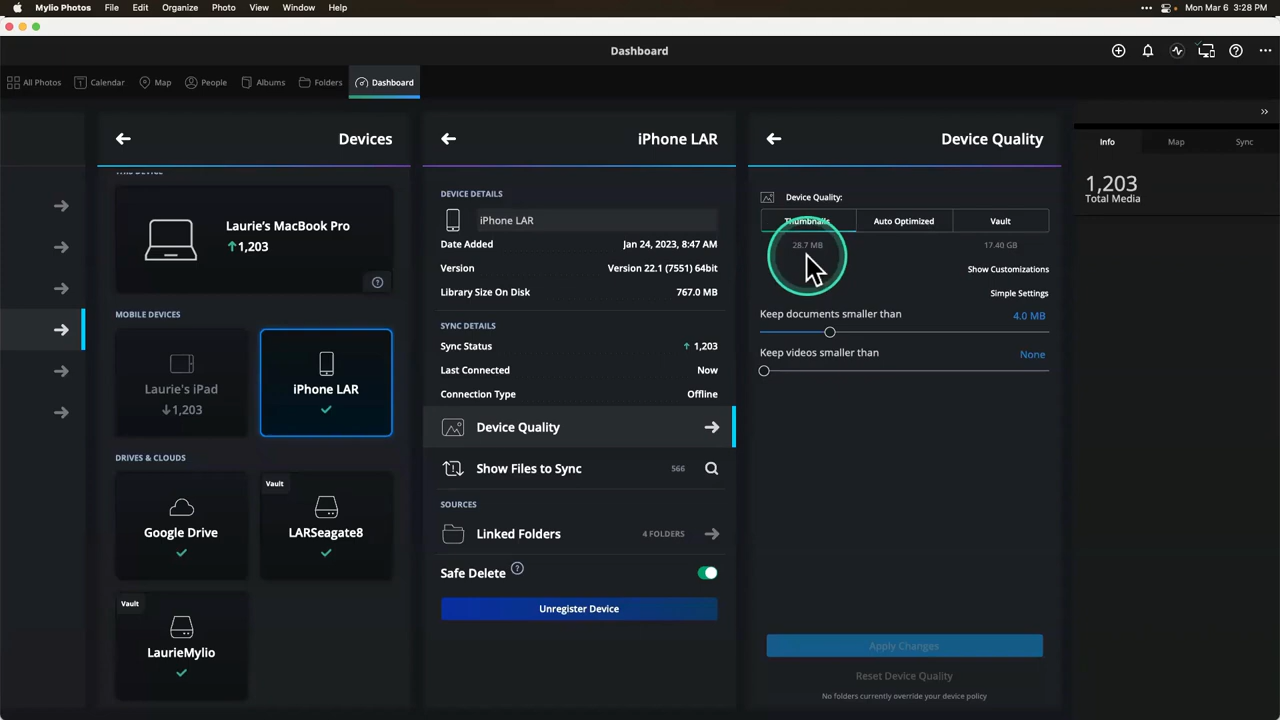 Mylio Photos File Edit Organize Photo View Window Help
Mon Mar 6 3:28 PM
Dashboard
All Photos Calendar Map People Albums Folders Dashboard
Devices
Laurie's MacBook Pro
1,203
MOBILE DEVICES
Laurie's iPad
1,203
iPhone LAR
DRIVES & CLOUDS
Google Drive
Vault
LARSeagate8
Vault
LaurieMylio
iPhone LAR
DEVICE DETAILS
iPhone LAR
Date Added Jan 24, 2023, 8:47 AM
Version Version 22.1 (7551) 64bit
Library Size On Disk 767.0 MB
SYNC DETAILS
Sync Status 1,203
Last Connected Now
Connection Type Offline
Device Quality
Show Files to Sync 566
SOURCES
Linked Folders 4 FOLDERS
Safe Delete
Unregister Device
Device Quality
Device Quality:
Thumbnails Auto Optimized Vault
28.7 MB 17.40 GB
Show Customizations
Simple Settings
Keep documents smaller than 4.0 MB
Keep videos smaller than None
Apply Changes
Reset Device Quality
No folders currently override your device policy
Info Map Sync
1,203
Total Media